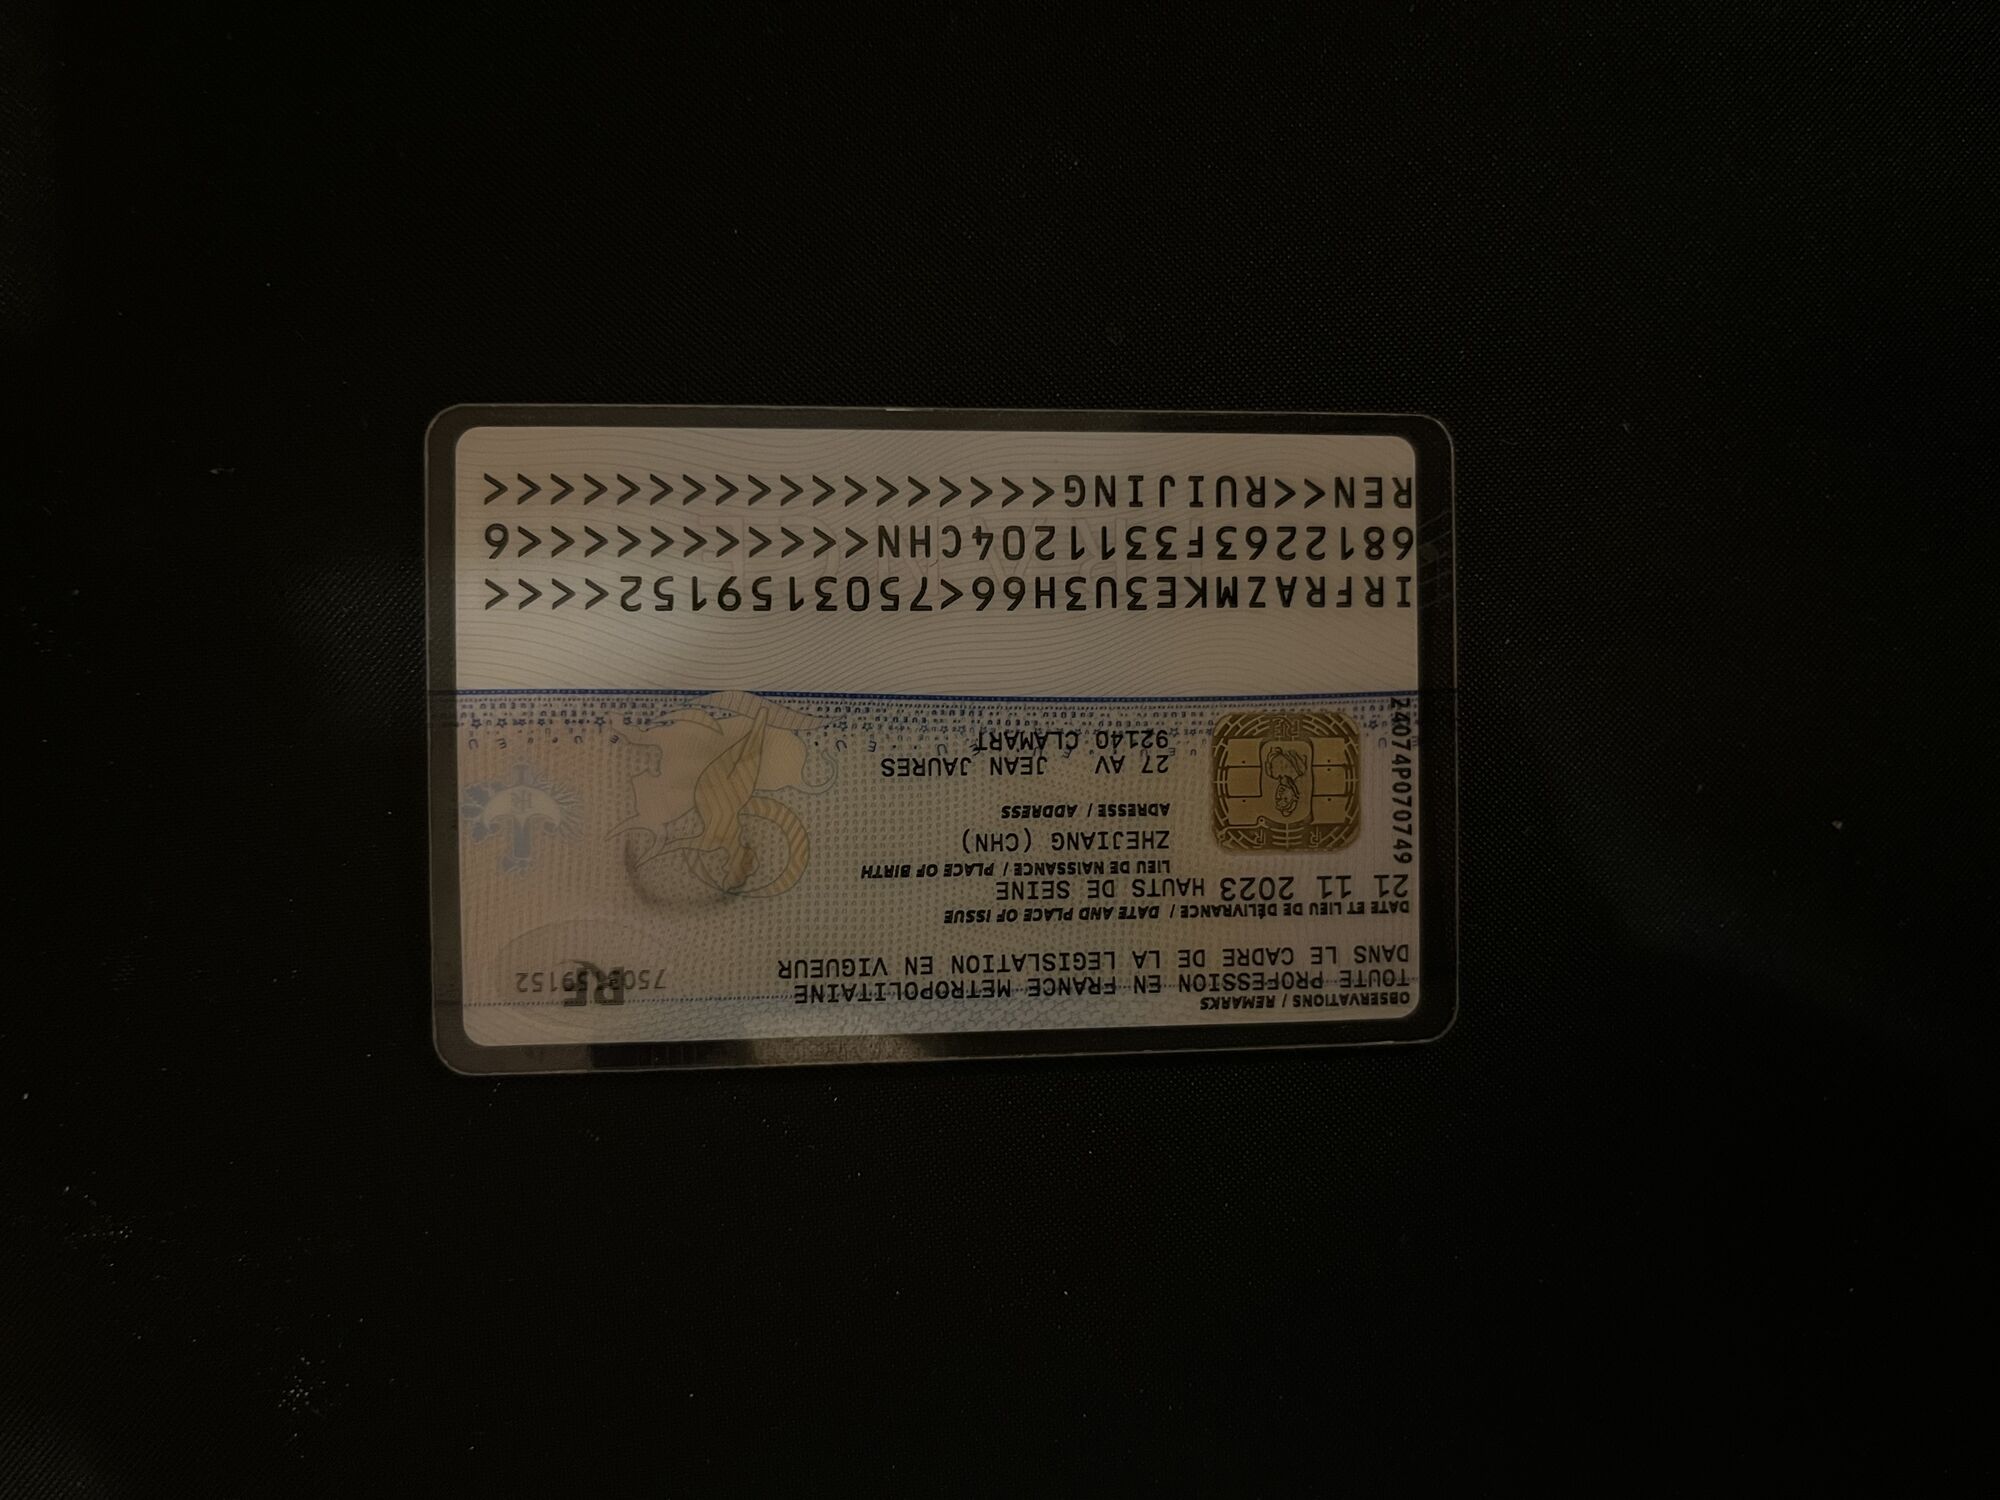 OBSERVATIONS / REMARKS
TOUTE PROFESSION EN FRANCE METROPOLITAINE
DANS LE CADRE DE LA LEGISLATION EN VIGUEUR
7503159152
RF
DATE ET LIEU DE DÉLIVRANCE / DATE AND PLACE OF ISSUE
21 11 2023 HAUTS DE SEINE
LIEU DE NAISSANCE / PLACE OF BIRTH
ZHEJIANG (CHN)
ADRESSE / ADDRESS
27 AV JEAN JAURES
92140 CLAMART
24074P070749
IRFRAZMKE3U3H66<7503159152<<<<
6812263F3311204CHN<<<<<<<<<<<6
REN<<RUIJING<<<<<<<<<<<<<<<<<<